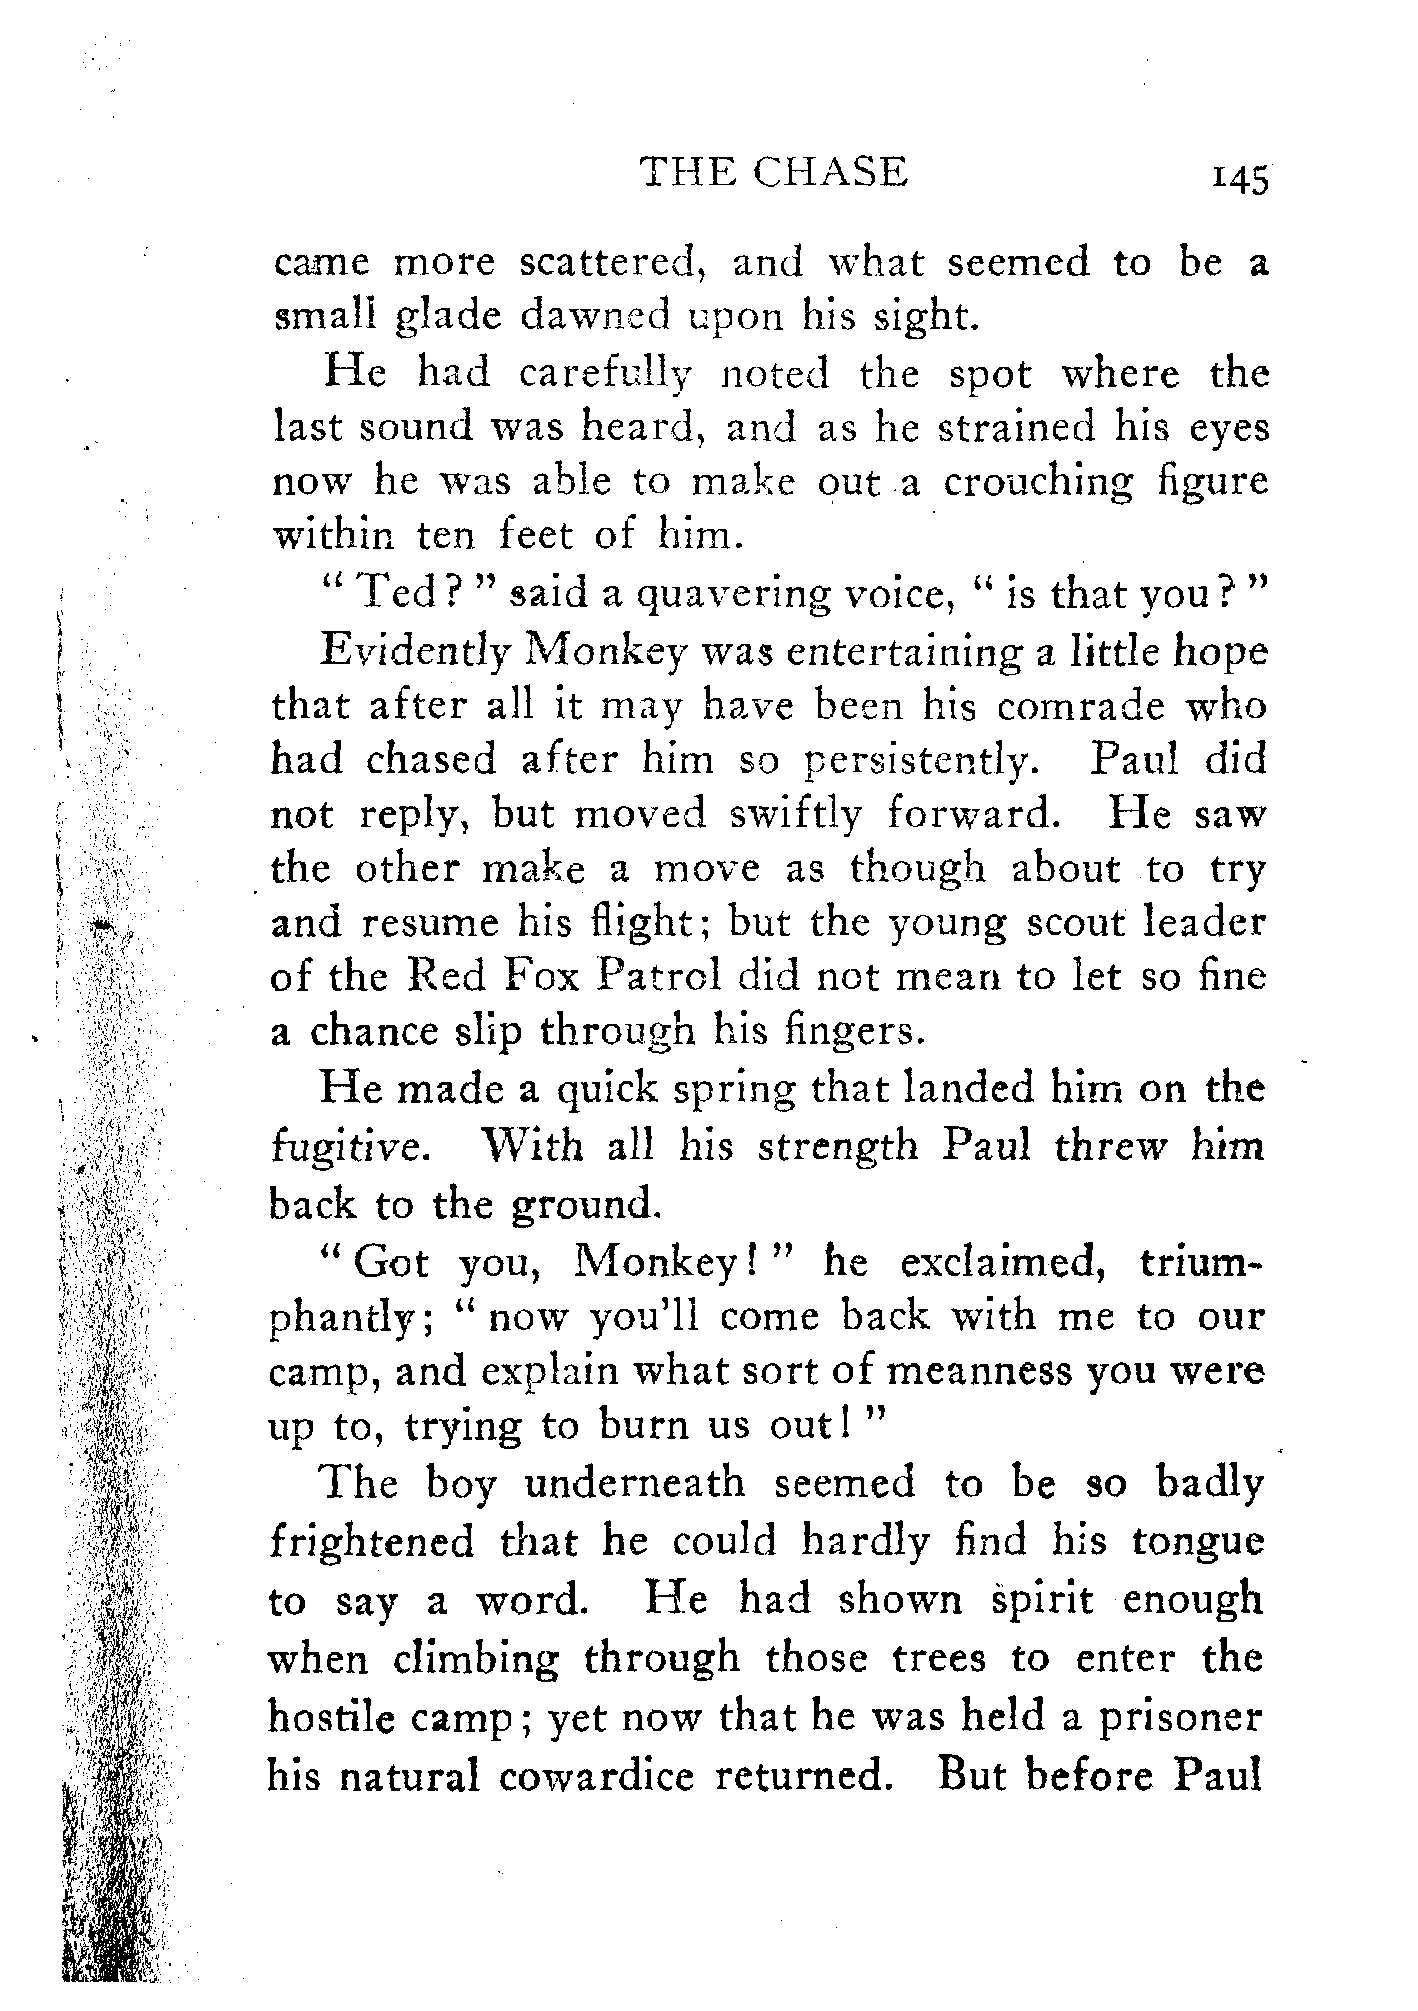 THE CHASE 145
came more scattered, and what seemed to be a
small glade dawned upon his sight.
He had carefully noted the spot where the
last sound was heard, and as he strained his eyes
now he was able to make out a crouching figure
within ten feet of him.
" Ted? " said a quavering voice, " is that you? "
Evidently Monkey was entertaining a little hope
that after all it may have been his comrade who
had chased after him so persistently. Paul did
not reply, but moved swiftly forward. He saw
the other make a move as though about to try
and resume his flight; but the young scout leader
of the Red Fox Patrol did not mean to let so fine
a chance slip through his fingers.
He made a quick spring that landed him on the
fugitive. With all his strength Paul threw him
back to the ground.
" Got you, Monkey! " he exclaimed, trium-
phantly; " now you'll come back with me to our
camp, and explain what sort of meanness you were
up to, trying to burn us out! "
The boy underneath seemed to be so badly
frightened that he could hardly find his tongue
to say a word. He had shown spirit enough
when climbing through those trees to enter the
hostile camp; yet now that he was held a prisoner
his natural cowardice returned. But before Paul